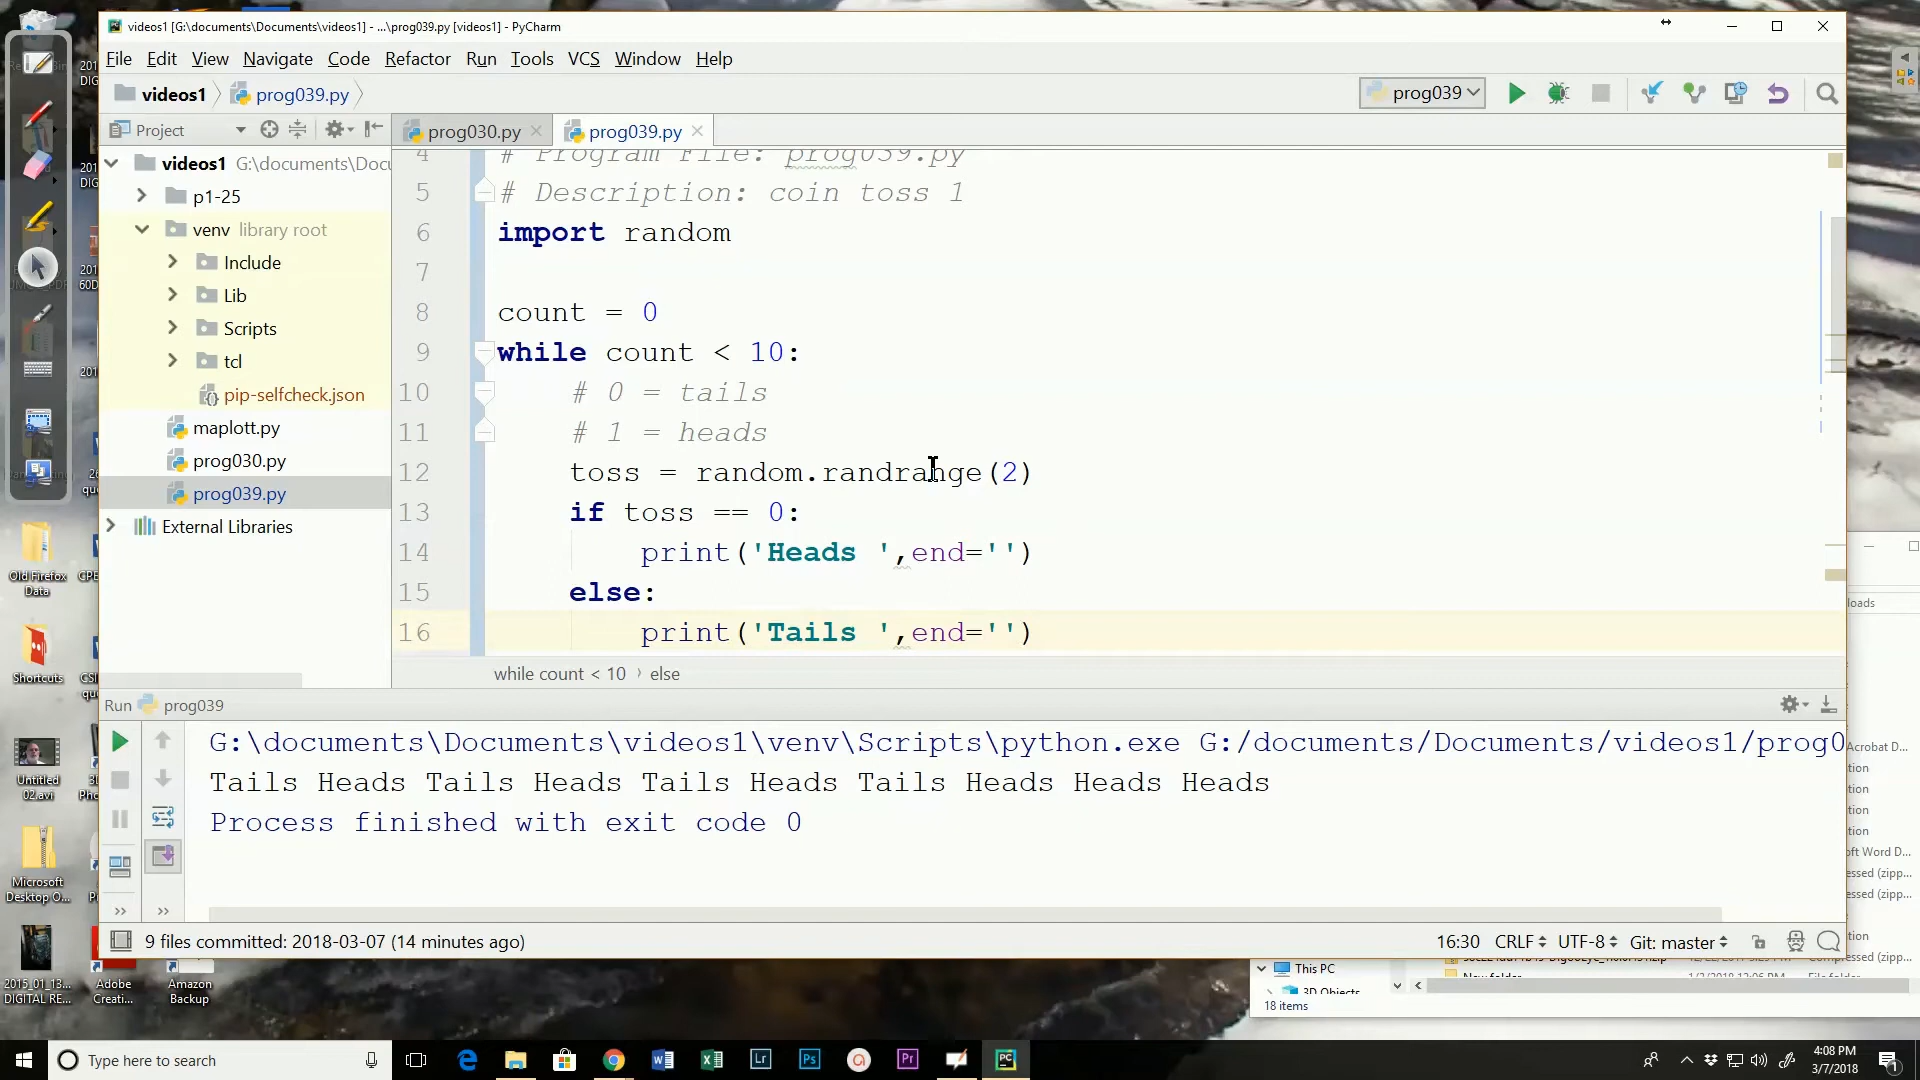 videos1 [G:\documents\Documents\videos1] - ...\prog039.py [videos1] - PyCharm
File Edit View Navigate Code Refactor Run Tools VCS Window Help
videos1 prog039.py prog039
Project prog030.py prog039.py
videos1 G:\documents\Docu
p1-25
venv library root
Include
Lib
Scripts
tcl
pip-selfcheck.json
maplott.py
prog030.py
prog039.py
External Libraries
4 # Program File: prog039.py
5 # Description: coin toss 1
6 import random
7
8 count = 0
9 while count < 10:
10 # 0 = tails
11 # 1 = heads
12 toss = random.randrange(2)
13 if toss == 0:
14 print('Heads ',end='')
15 else:
16 print('Tails ',end='')
while count < 10 › else
Run prog039
G:\documents\Documents\videos1\venv\Scripts\python.exe G:/documents/Documents/videos1/prog0
Tails Heads Tails Heads Tails Heads Tails Heads Heads Heads
Process finished with exit code 0
9 files committed: 2018-03-07 (14 minutes ago)
16:30 CRLF UTF-8 Git: master
Old Firefox
Data
Shortcuts
Untitled
02.avi
Microsoft
Desktop O...
2015_01_13...
DIGITAL RE...
Adobe
Creati...
Amazon
Backup
This PC
3D Objects
18 items
Type here to search
4:08 PM
3/7/2018